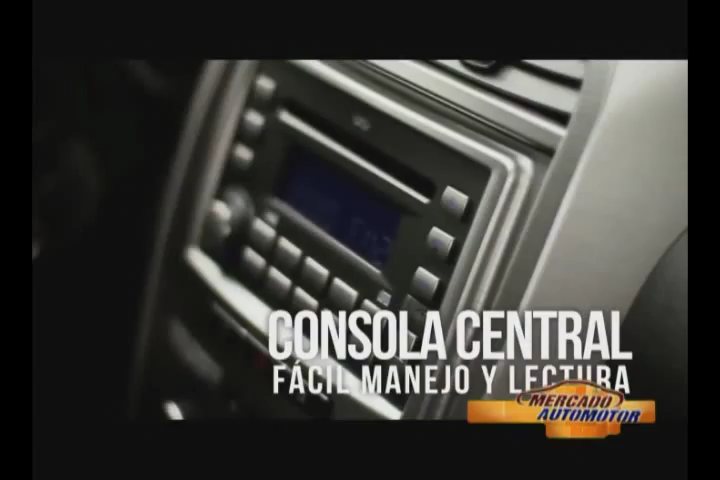 CONSOLA CENTRAL
FÁCIL MANEJO Y LECTURA
MERCADO
AUTOMOTOR